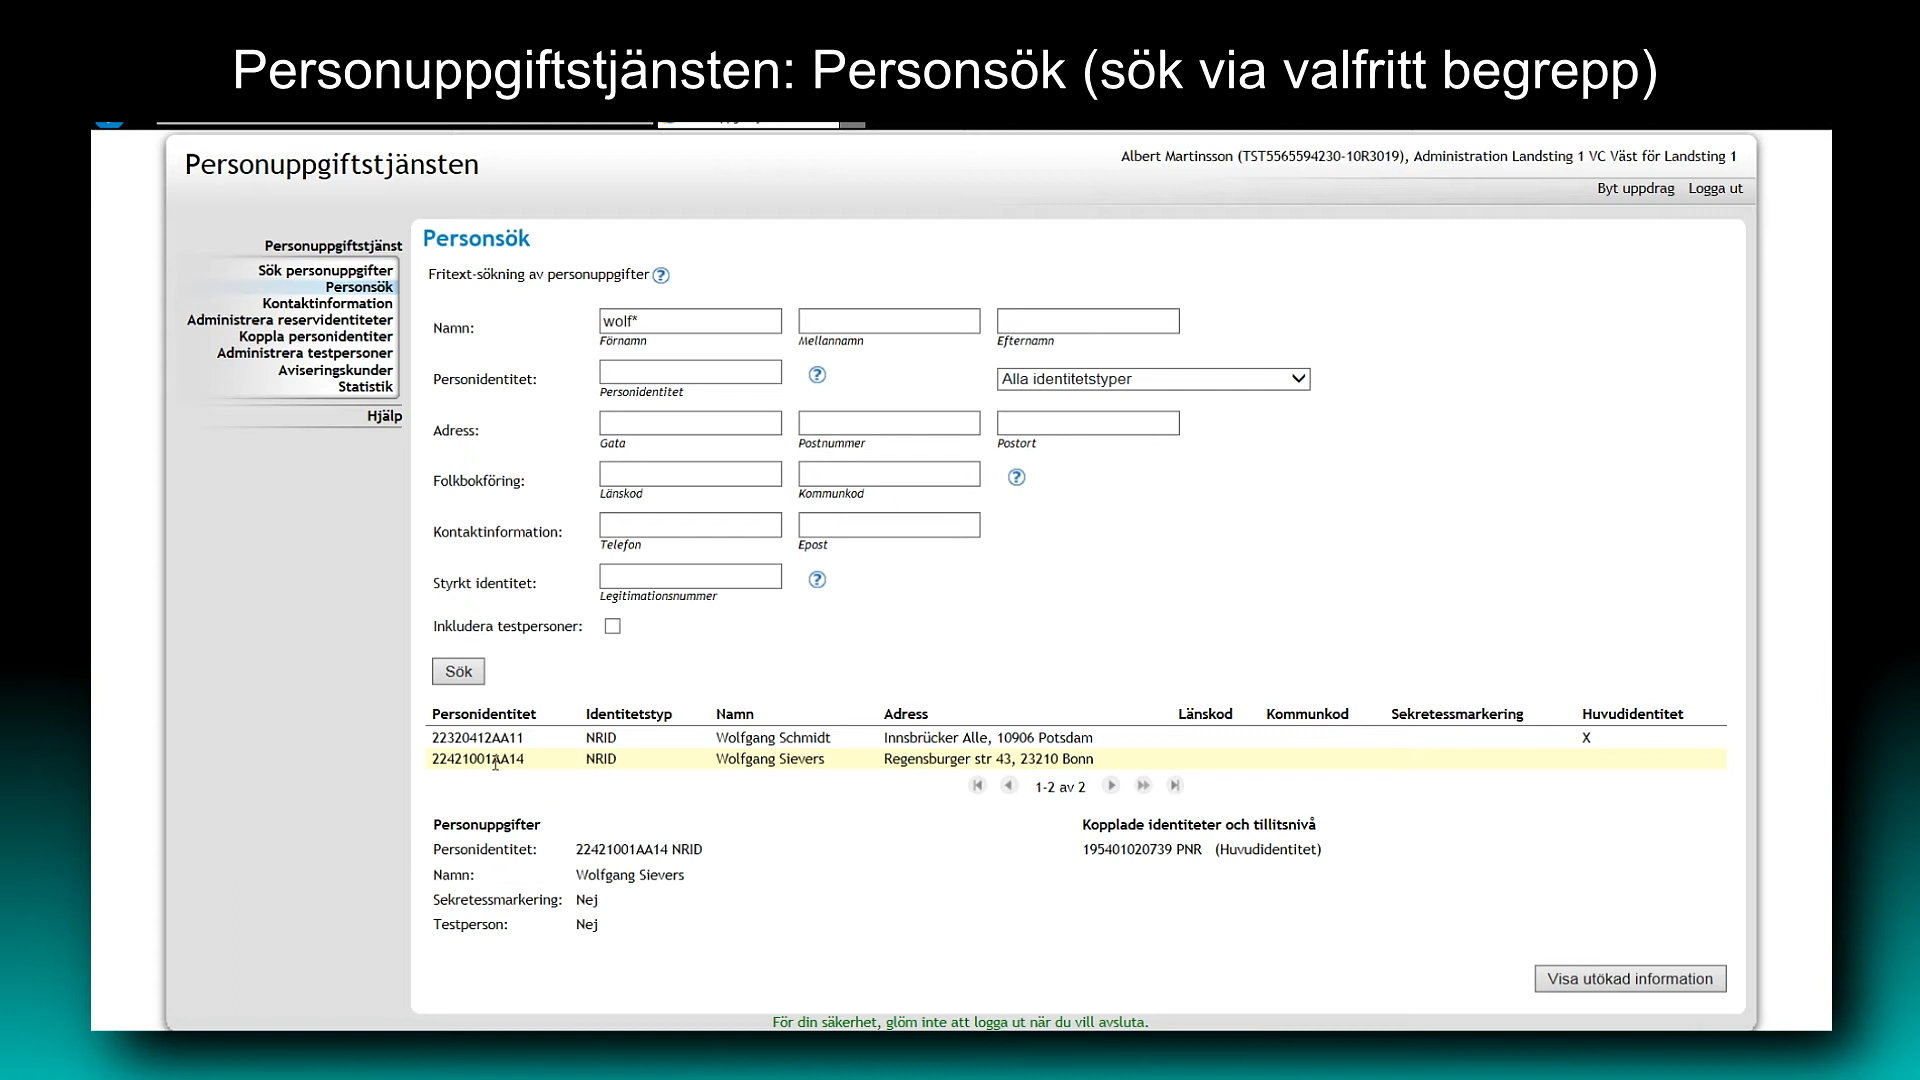 Personuppgiftstjänsten: Personsök (sök via valfritt begrepp)
Personuppgiftstjänsten
Albert Martinsson (TST5565594230-10R3019), Administration Landsting 1 VC Väst för Landsting 1
Byt uppdrag Logga ut
Personuppgiftstjänst
Sök personuppgifter
Personsök
Kontaktinformation
Administrera reservidentiteter
Koppla personidentiter
Administrera testpersoner
Aviseringskunder
Statistik
Hjälp
Personsök
Fritext-sökning av personuppgifter ?
Namn: wolf*
Förnamn Mellannamn Efternamn
Personidentitet: ? Alla identitetstyper
Personidentitet
Adress:
Gata Postnummer Postort
Folkbokföring: ?
Länskod Kommunkod
Kontaktinformation:
Telefon Epost
Styrkt identitet: ?
Legitimationsnummer
Inkludera testpersoner:
Sök
Personidentitet Identitetstyp Namn Adress Länskod Kommunkod Sekretessmarkering Huvudidentitet
22320412AA11 NRID Wolfgang Schmidt Innsbrücker Alle, 10906 Potsdam X
22421001AA14 NRID Wolfgang Sievers Regensburger str 43, 23210 Bonn
1-2 av 2
Personuppgifter Kopplade identiteter och tillitsnivå
Personidentitet: 22421001AA14 NRID 195401020739 PNR (Huvudidentitet)
Namn: Wolfgang Sievers
Sekretessmarkering: Nej
Testperson: Nej
Visa utökad information
För din säkerhet, glöm inte att logga ut när du vill avsluta.